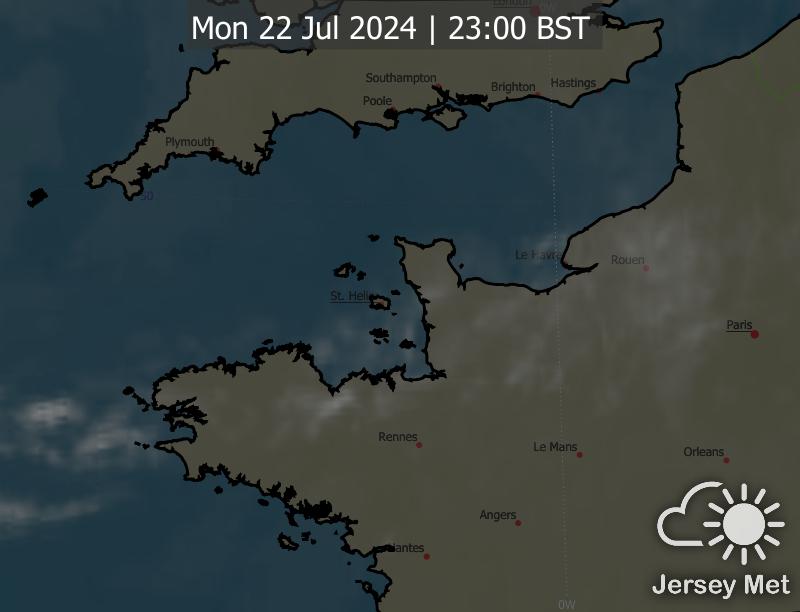 London
0W
Mon 22 Jul 2024 | 23:00 BST
Southampton
Brighton
Hastings
Poole
Plymouth
50
Le Havre
Rouen
St. Helier
Paris
Rennes
Le Mans
Orleans
Angers
Nantes
0W
Jersey Met